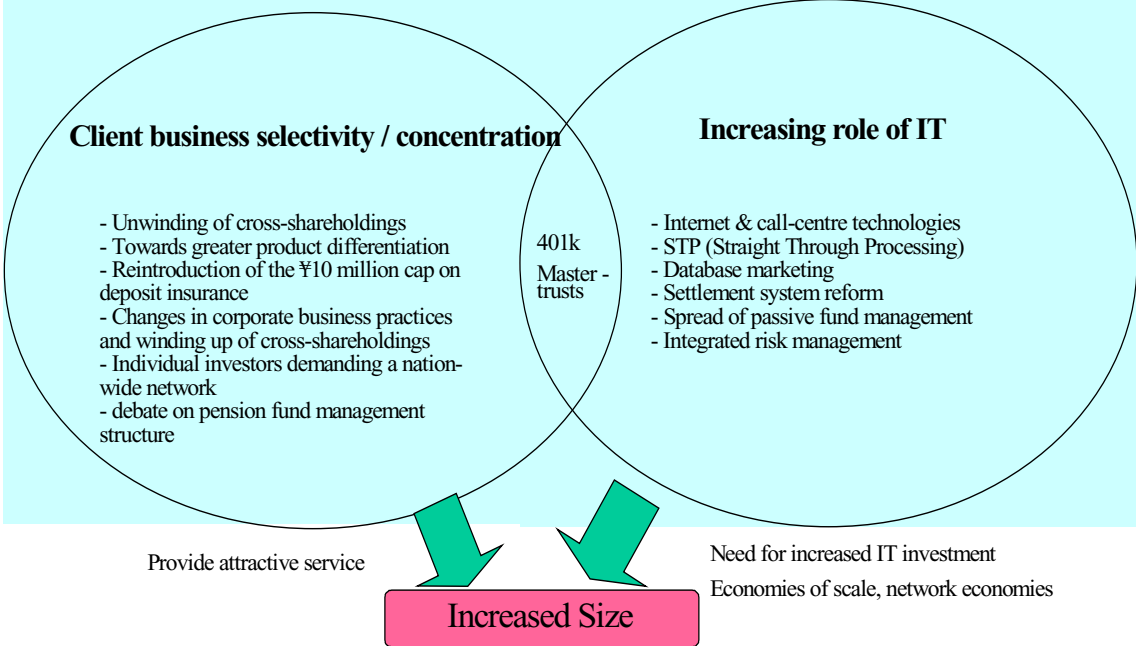 Client business selectivity / concentration
- Unwinding of cross-shareholdings
- Towards greater product differentiation
- Reintroduction of the ¥10 million cap on
deposit insurance
- Changes in corporate business practices
and winding up of cross-shareholdings
- Individual investors demanding a nation-
wide network
- debate on pension fund management
structure
401k
Master -
trusts
Increasing role of IT
- Internet & call-centre technologies
- STP (Straight Through Processing)
- Database marketing
- Settlement system reform
- Spread of passive fund management
- Integrated risk management
Provide attractive service
Need for increased IT investment
Economies of scale, network economies
Increased Size